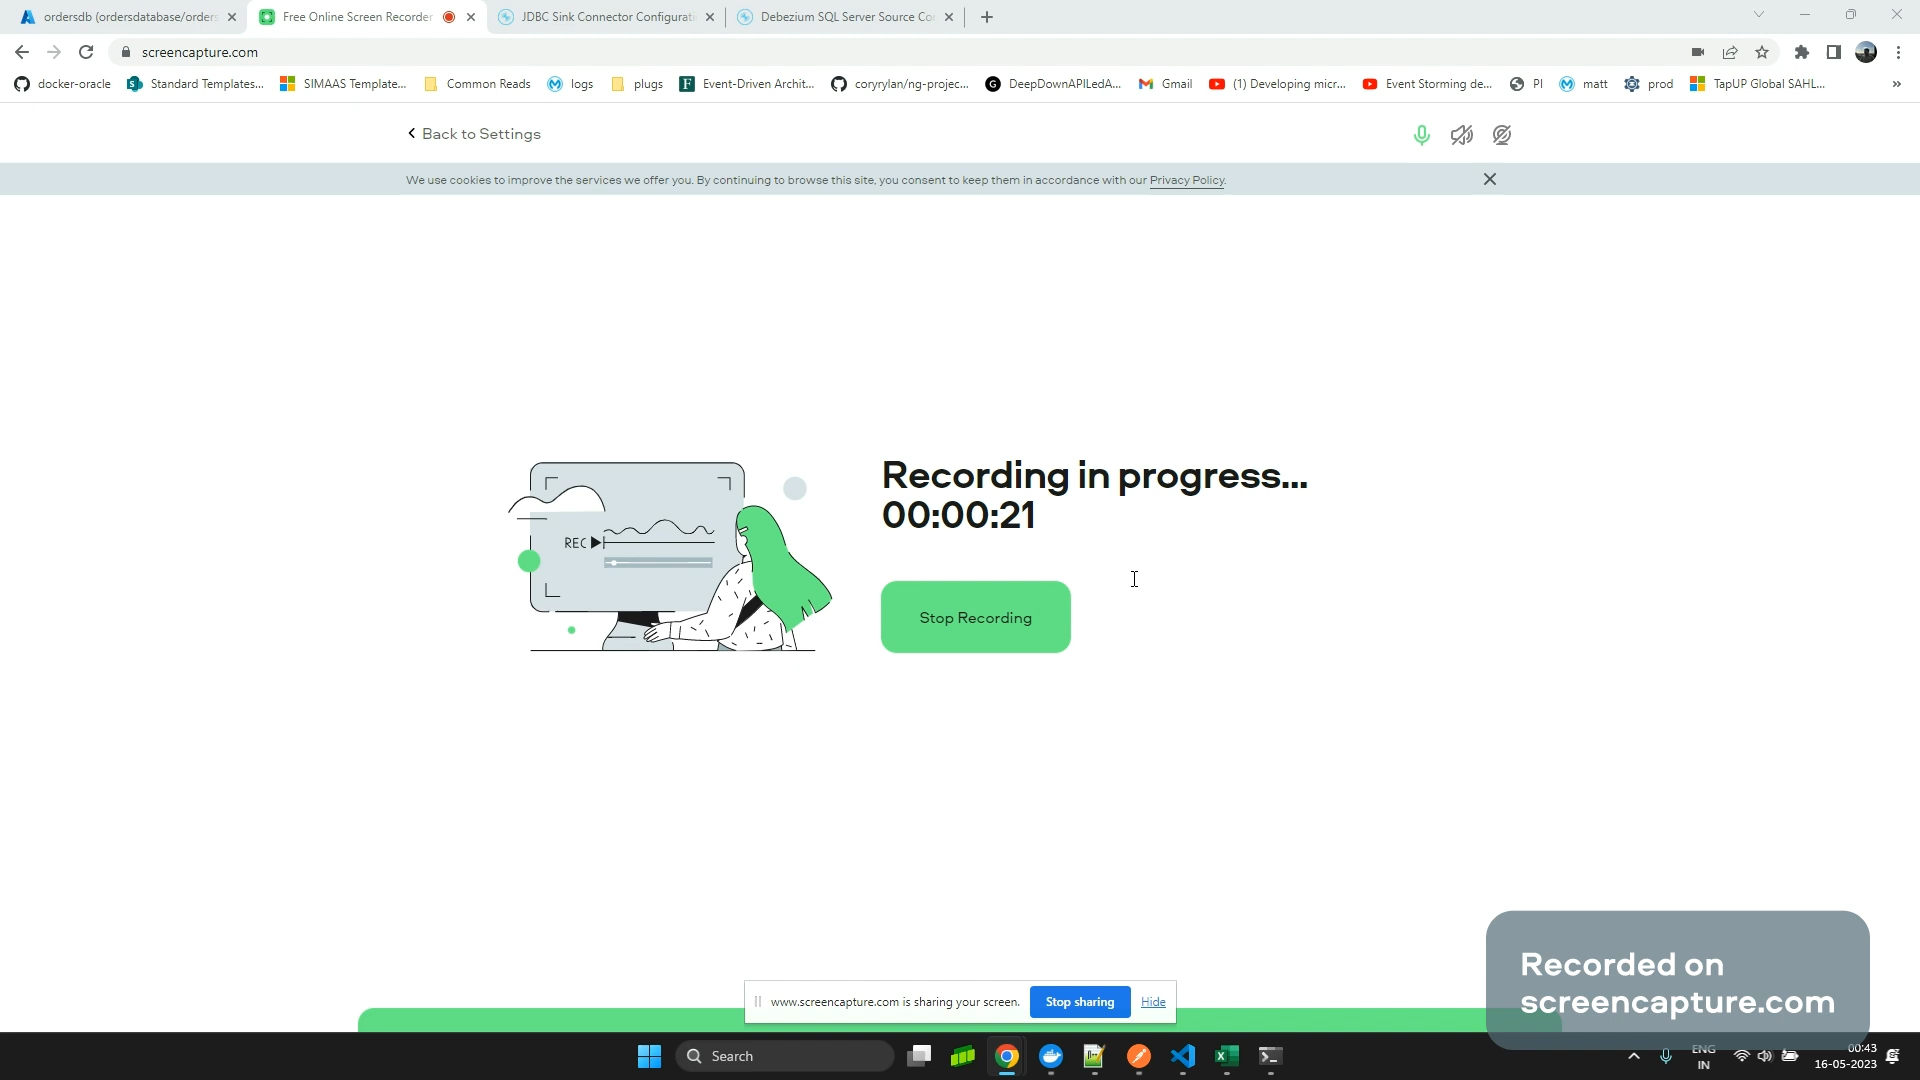 ordersdb (ordersdatabase/orders
Free Online Screen Recorder
JDBC Sink Connector Configurati
Debezium SQL Server Source Co
screencapture.com
docker-oracle
Standard Templates...
SIMAAS Template...
Common Reads
logs
plugs
Event-Driven Archit...
coryrylan/ng-projec...
DeepDownAPILedA...
Gmail
(1) Developing micr...
Event Storming de...
PI
matt
prod
TapUP Global SAHL...
»
Back to Settings
We use cookies to improve the services we offer you. By continuing to browse this site, you consent to keep them in accordance with our Privacy Policy.
REC
Recording in progress...
00:00:21
Stop Recording
www.screencapture.com is sharing your screen.
Stop sharing
Hide
Recorded on
screencapture.com
Search
ENG
IN
00:43
16-05-2023